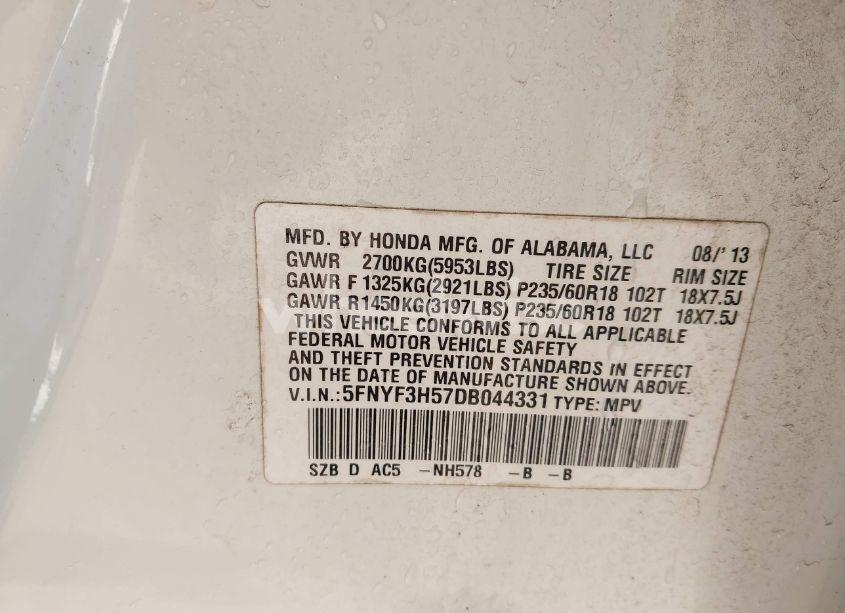 MFD. BY HONDA MFG. OF ALABAMA, LLC 08/'13
GVWR 2700KG(5953LBS) TIRE SIZE RIM SIZE
GAWR F 1325KG(2921LBS) P235/60R18 102T 18X7.5J
GAWR R1450KG(3197LBS) P235/60R18 102T 18X7.5J
THIS VEHICLE CONFORMS TO ALL APPLICABLE
FEDERAL MOTOR VEHICLE SAFETY
AND THEFT PREVENTION STANDARDS IN EFFECT
ON THE DATE OF MANUFACTURE SHOWN ABOVE.
V.I.N.:5FNYF3H57DB044331 TYPE: MPV
SZB D AC5 -NH578 -B -B